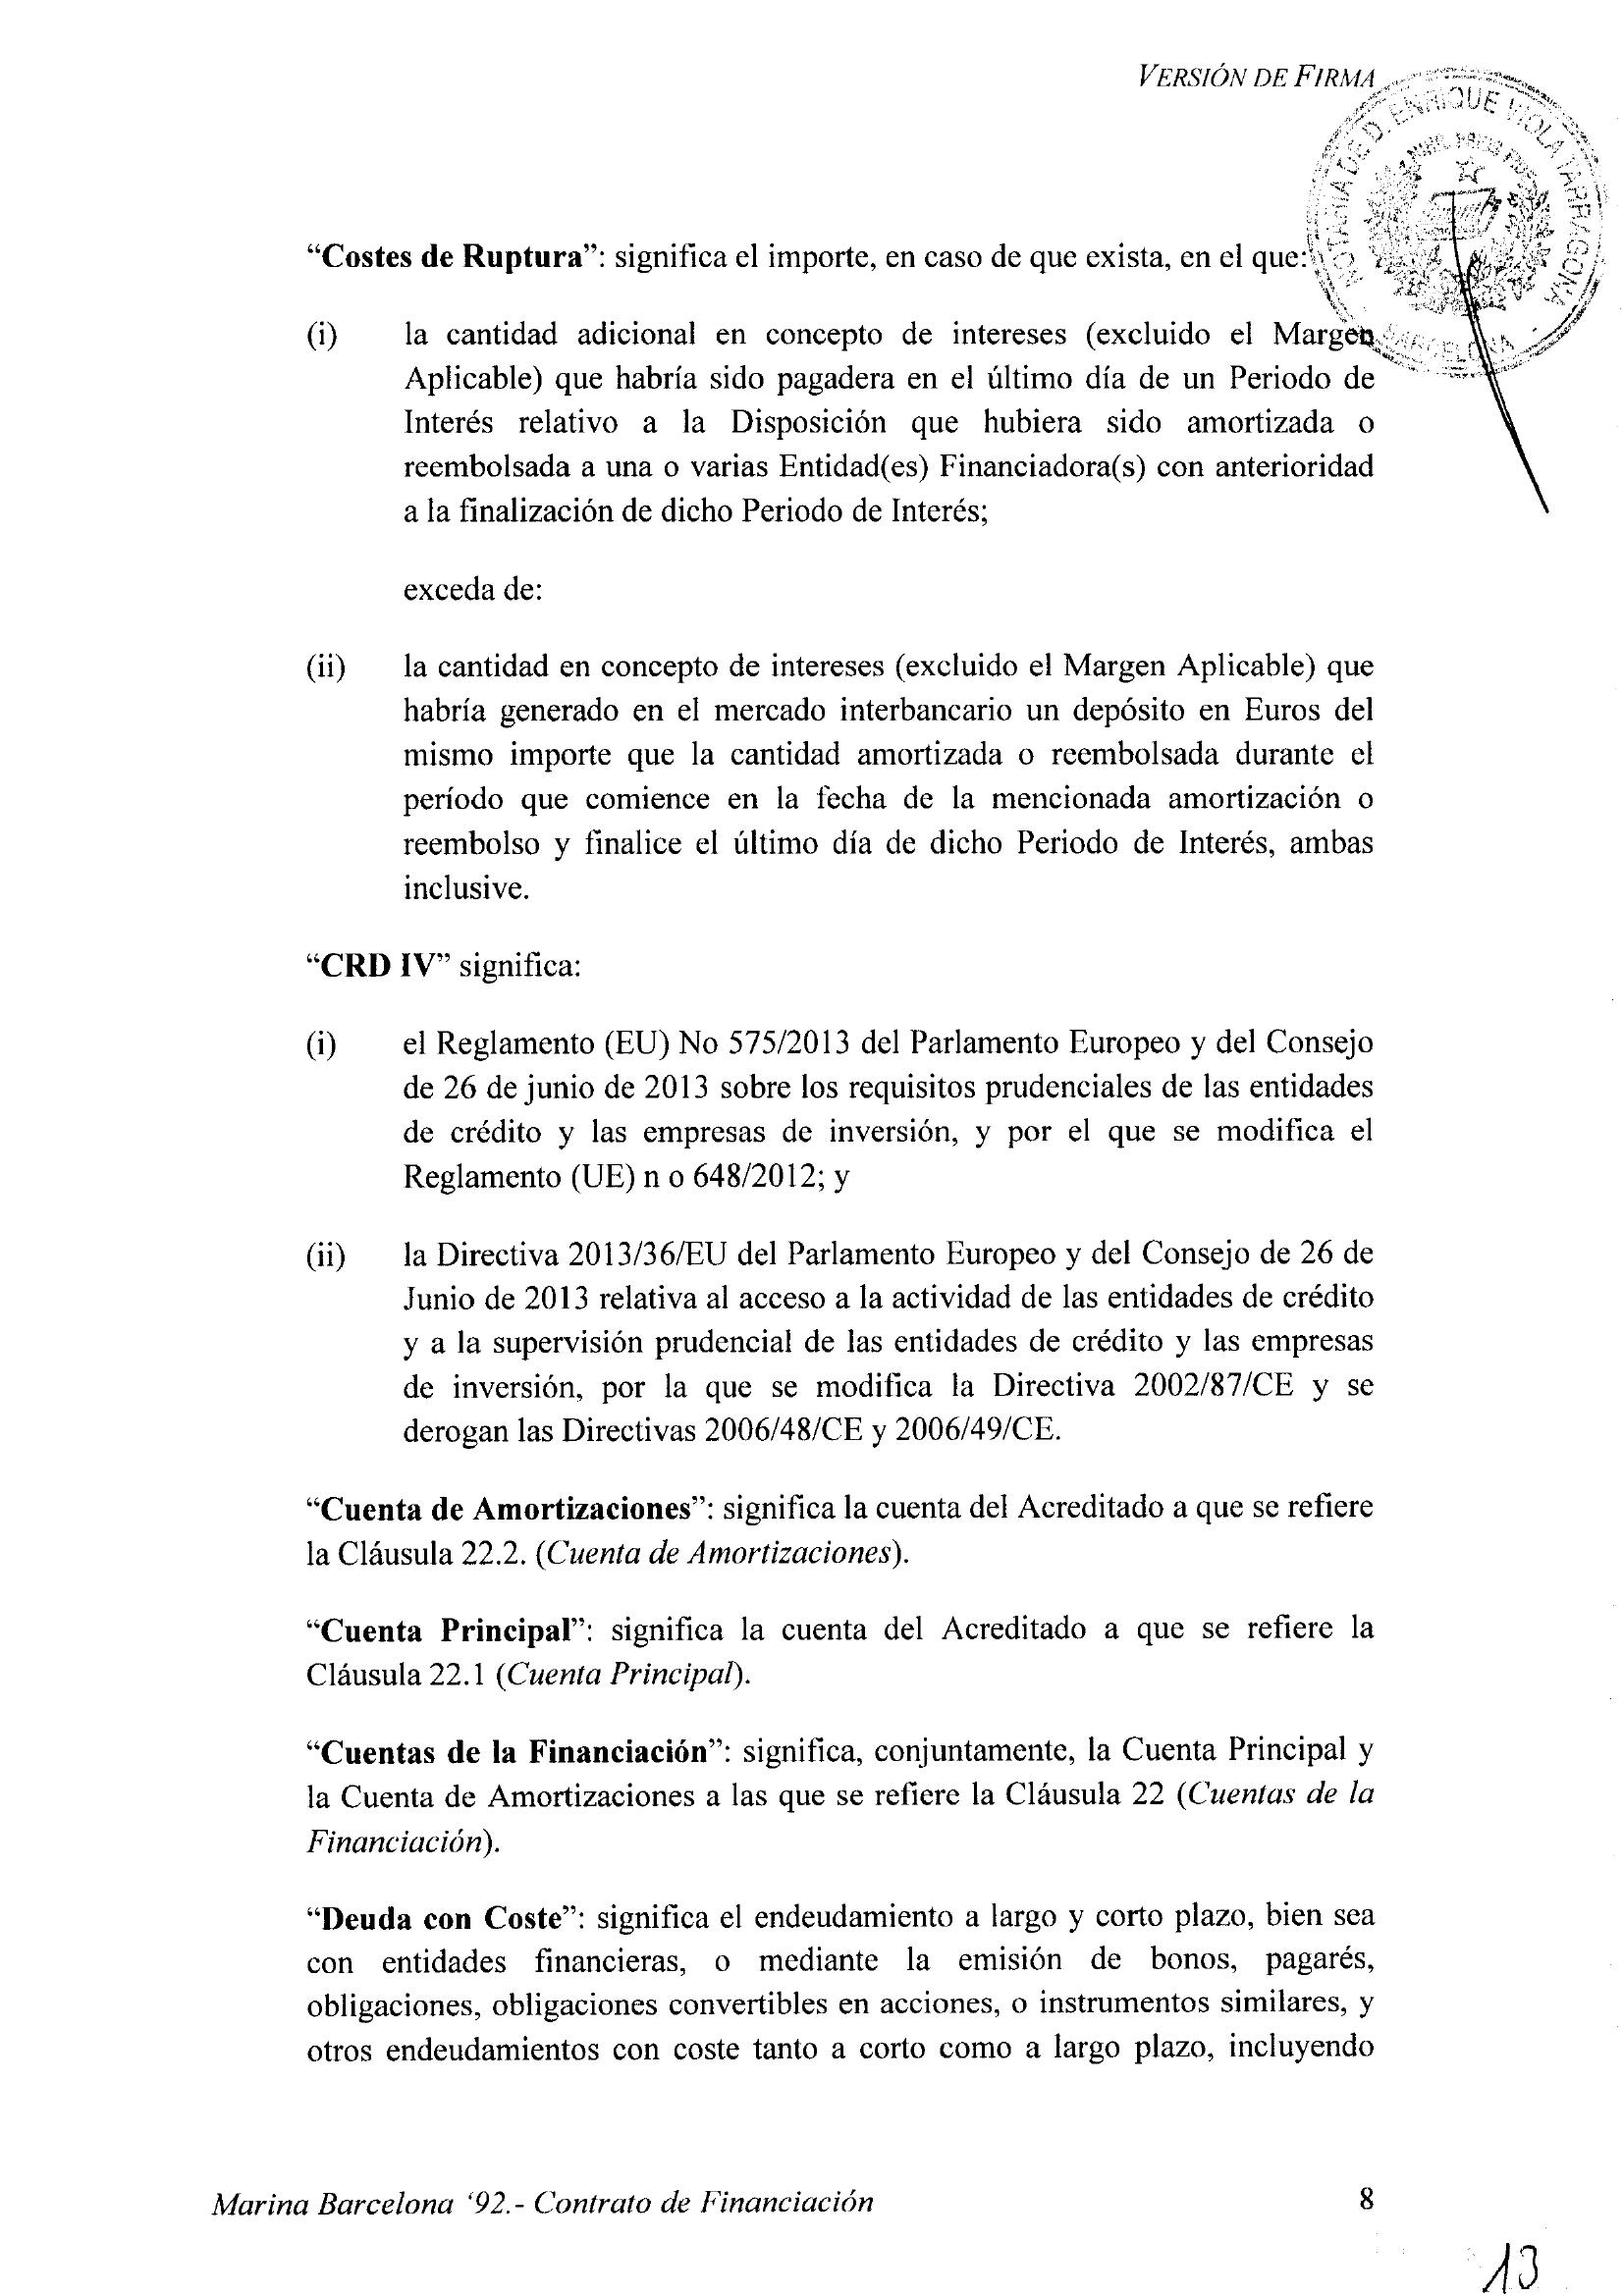 VERSIÓN DE FIRMA
NOTARIA DE D. ENRIQUE VIOLA TARRAGONA
BARCELONA
“Costes de Ruptura”: significa el importe, en caso de que exista, en el que:
(i) la cantidad adicional en concepto de intereses (excluido el Margen
Aplicable) que habría sido pagadera en el último día de un Periodo de
Interés relativo a la Disposición que hubiera sido amortizada o
reembolsada a una o varias Entidad(es) Financiadora(s) con anterioridad
a la finalización de dicho Periodo de Interés;
exceda de:
(ii) la cantidad en concepto de intereses (excluido el Margen Aplicable) que
habría generado en el mercado interbancario un depósito en Euros del
mismo importe que la cantidad amortizada o reembolsada durante el
período que comience en la fecha de la mencionada amortización o
reembolso y finalice el último día de dicho Periodo de Interés, ambas
inclusive.
“CRD IV” significa:
(i) el Reglamento (EU) No 575/2013 del Parlamento Europeo y del Consejo
de 26 de junio de 2013 sobre los requisitos prudenciales de las entidades
de crédito y las empresas de inversión, y por el que se modifica el
Reglamento (UE) n o 648/2012; y
(ii) la Directiva 2013/36/EU del Parlamento Europeo y del Consejo de 26 de
Junio de 2013 relativa al acceso a la actividad de las entidades de crédito
y a la supervisión prudencial de las entidades de crédito y las empresas
de inversión, por la que se modifica la Directiva 2002/87/CE y se
derogan las Directivas 2006/48/CE y 2006/49/CE.
“Cuenta de Amortizaciones”: significa la cuenta del Acreditado a que se refiere
la Cláusula 22.2. (Cuenta de Amortizaciones).
“Cuenta Principal”: significa la cuenta del Acreditado a que se refiere la
Cláusula 22.1 (Cuenta Principal).
“Cuentas de la Financiación”: significa, conjuntamente, la Cuenta Principal y
la Cuenta de Amortizaciones a las que se refiere la Cláusula 22 (Cuentas de la
Financiación).
“Deuda con Coste”: significa el endeudamiento a largo y corto plazo, bien sea
con entidades financieras, o mediante la emisión de bonos, pagarés,
obligaciones, obligaciones convertibles en acciones, o instrumentos similares, y
otros endeudamientos con coste tanto a corto como a largo plazo, incluyendo
Marina Barcelona ‘92.- Contrato de Financiación 8
13